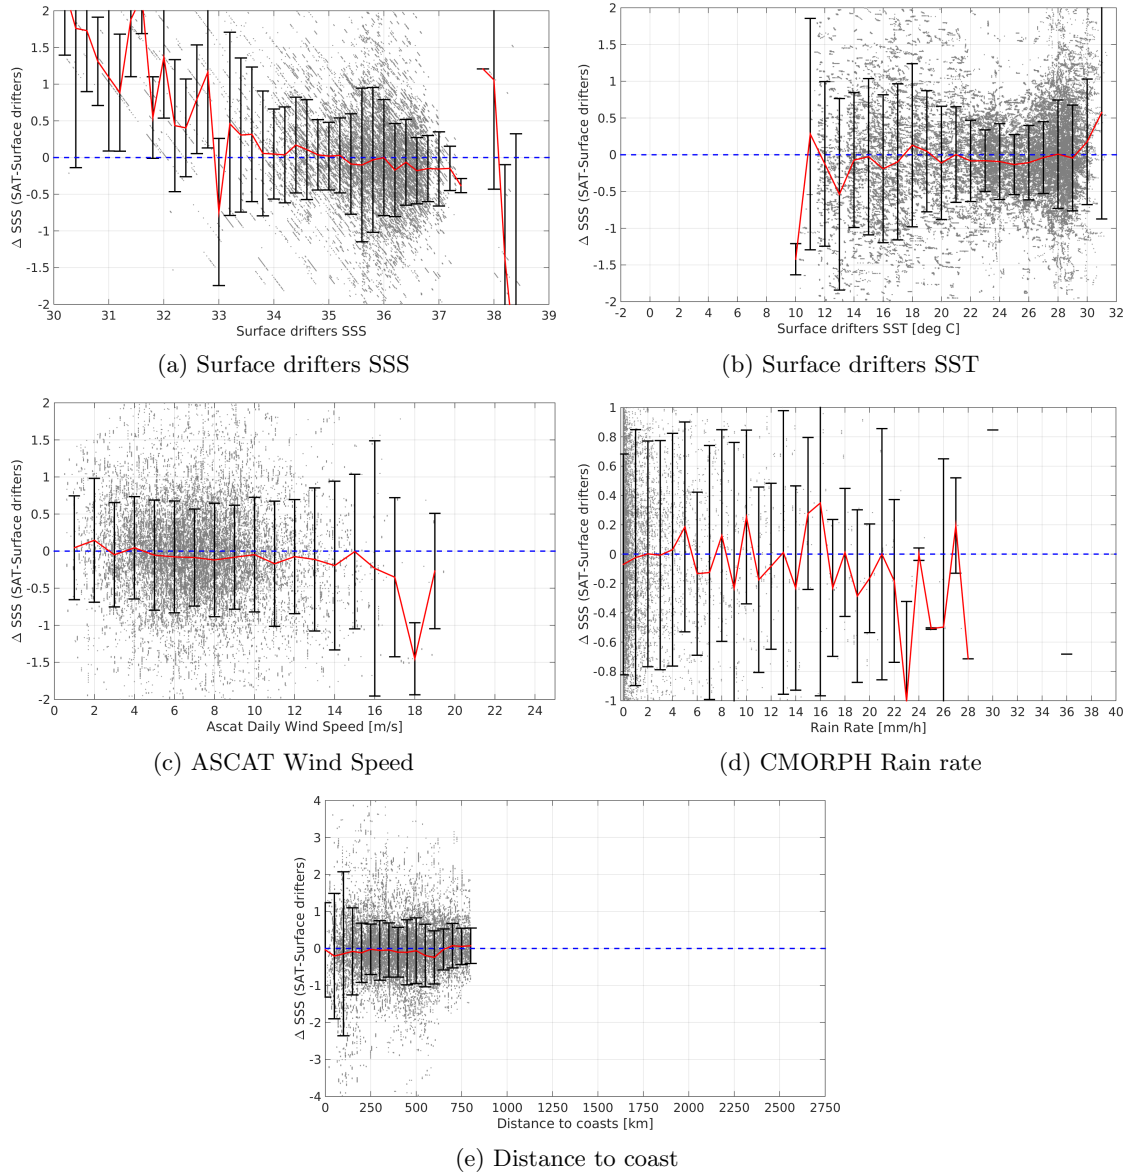 2
1.5
1
0.5
0
-0.5
-1
-1.5
-2
Δ SSS (SAT-Surface drifters)
30 31 32 33 34 35 36 37 38 39
Surface drifters SSS
(a) Surface drifters SSS
2
1.5
1
0.5
0
-0.5
-1
-1.5
-2
Δ SSS (SAT-Surface drifters)
-2 0 2 4 6 8 10 12 14 16 18 20 22 24 26 28 30 32
Surface drifters SST [deg C]
(b) Surface drifters SST
2
1.5
1
0.5
0
-0.5
-1
-1.5
-2
Δ SSS (SAT-Surface drifters)
0 2 4 6 8 10 12 14 16 18 20 22 24
Ascat Daily Wind Speed [m/s]
(c) ASCAT Wind Speed
1
0.8
0.6
0.4
0.2
0
-0.2
-0.4
-0.6
-0.8
-1
Δ SSS (SAT-Surface drifters)
0 2 4 6 8 10 12 14 16 18 20 22 24 26 28 30 32 34 36 38 40
Rain Rate [mm/h]
(d) CMORPH Rain rate
4
3
2
1
0
-1
-2
-3
-4
Δ SSS (SAT-Surface drifters)
0 250 500 750 1000 1250 1500 1750 2000 2250 2500 2750
Distance to coasts [km]
(e) Distance to coast